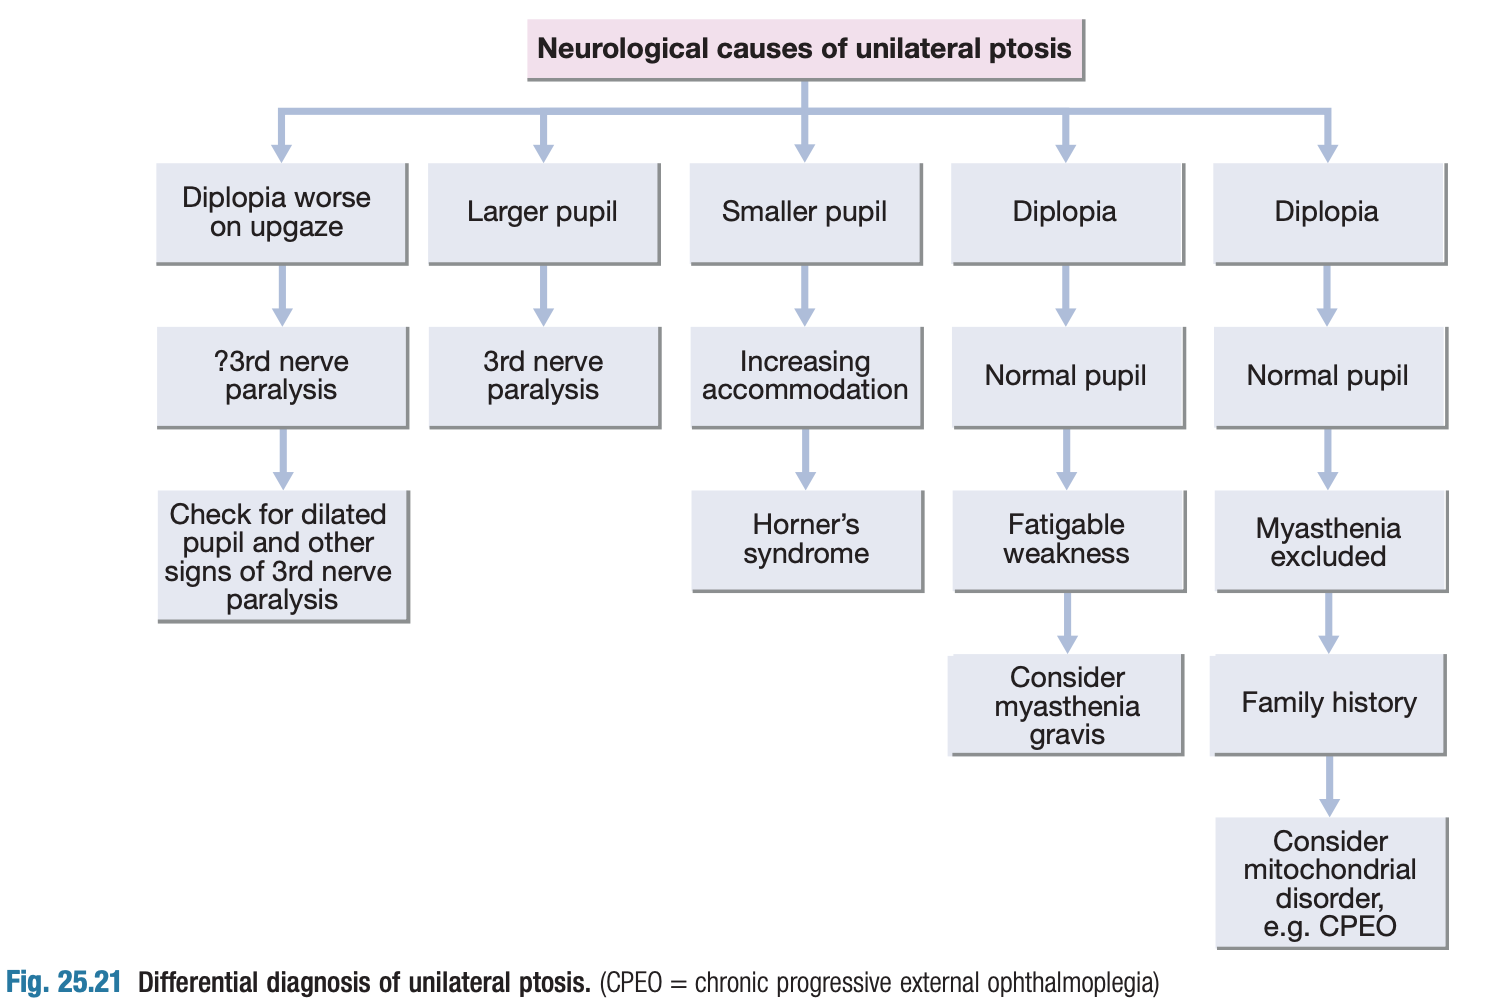 Neurological causes of unilateral ptosis
Diplopia worse
on upgaze
Larger pupil
Smaller pupil
Diplopia
Diplopia
?3rd nerve
paralysis
3rd nerve
paralysis
Increasing
accommodation
Normal pupil
Normal pupil
Check for dilated
pupil and other
signs of 3rd nerve
paralysis
Horner’s
syndrome
Fatigable
weakness
Myasthenia
excluded
Consider
myasthenia
gravis
Family history
Consider
mitochondrial
disorder,
e.g. CPEO
Fig. 25.21 Differential diagnosis of unilateral ptosis. (CPEO = chronic progressive external ophthalmoplegia)